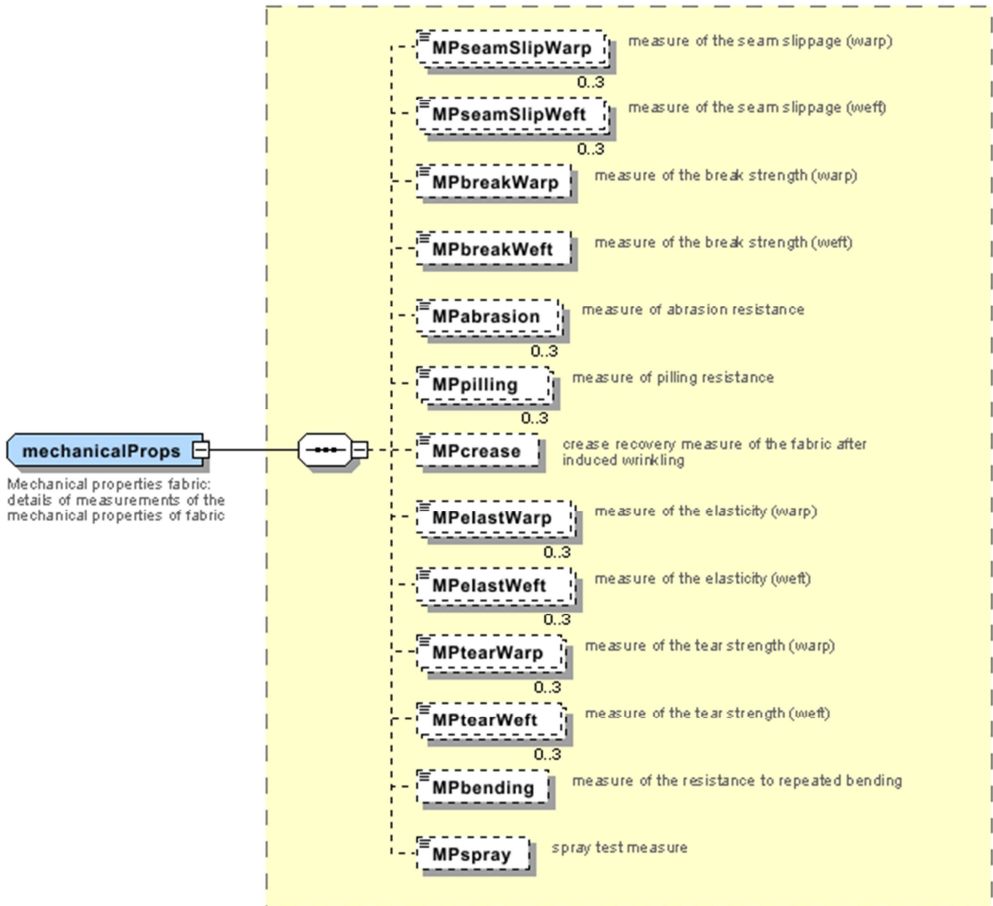 MPseamSlipWarp
measure of the seam slippage (warp)
0..3
MPseamSlipWeft
measure of the seam slippage (weft)
0..3
MPbreakWarp
measure of the break strength (warp)
MPbreakWeft
measure of the break strength (weft)
MPabrasion
measure of abrasion resistance
0..3
MPpilling
measure of pilling resistance
0..3
mechanicalProps
Mechanical properties fabric:
details of measurements of the
mechanical properties of fabric
MPcrease
crease recovery measure of the fabric after
induced wrinkling
MPelastWarp
measure of the elasticity (warp)
0..3
MPelastWeft
measure of the elasticity (weft)
0..3
MPtearWarp
measure of the tear strength (warp)
0..3
MPtearWeft
measure of the tear strength (weft)
0..3
MPbending
measure of the resistance to repeated bending
MPspray
spray test measure